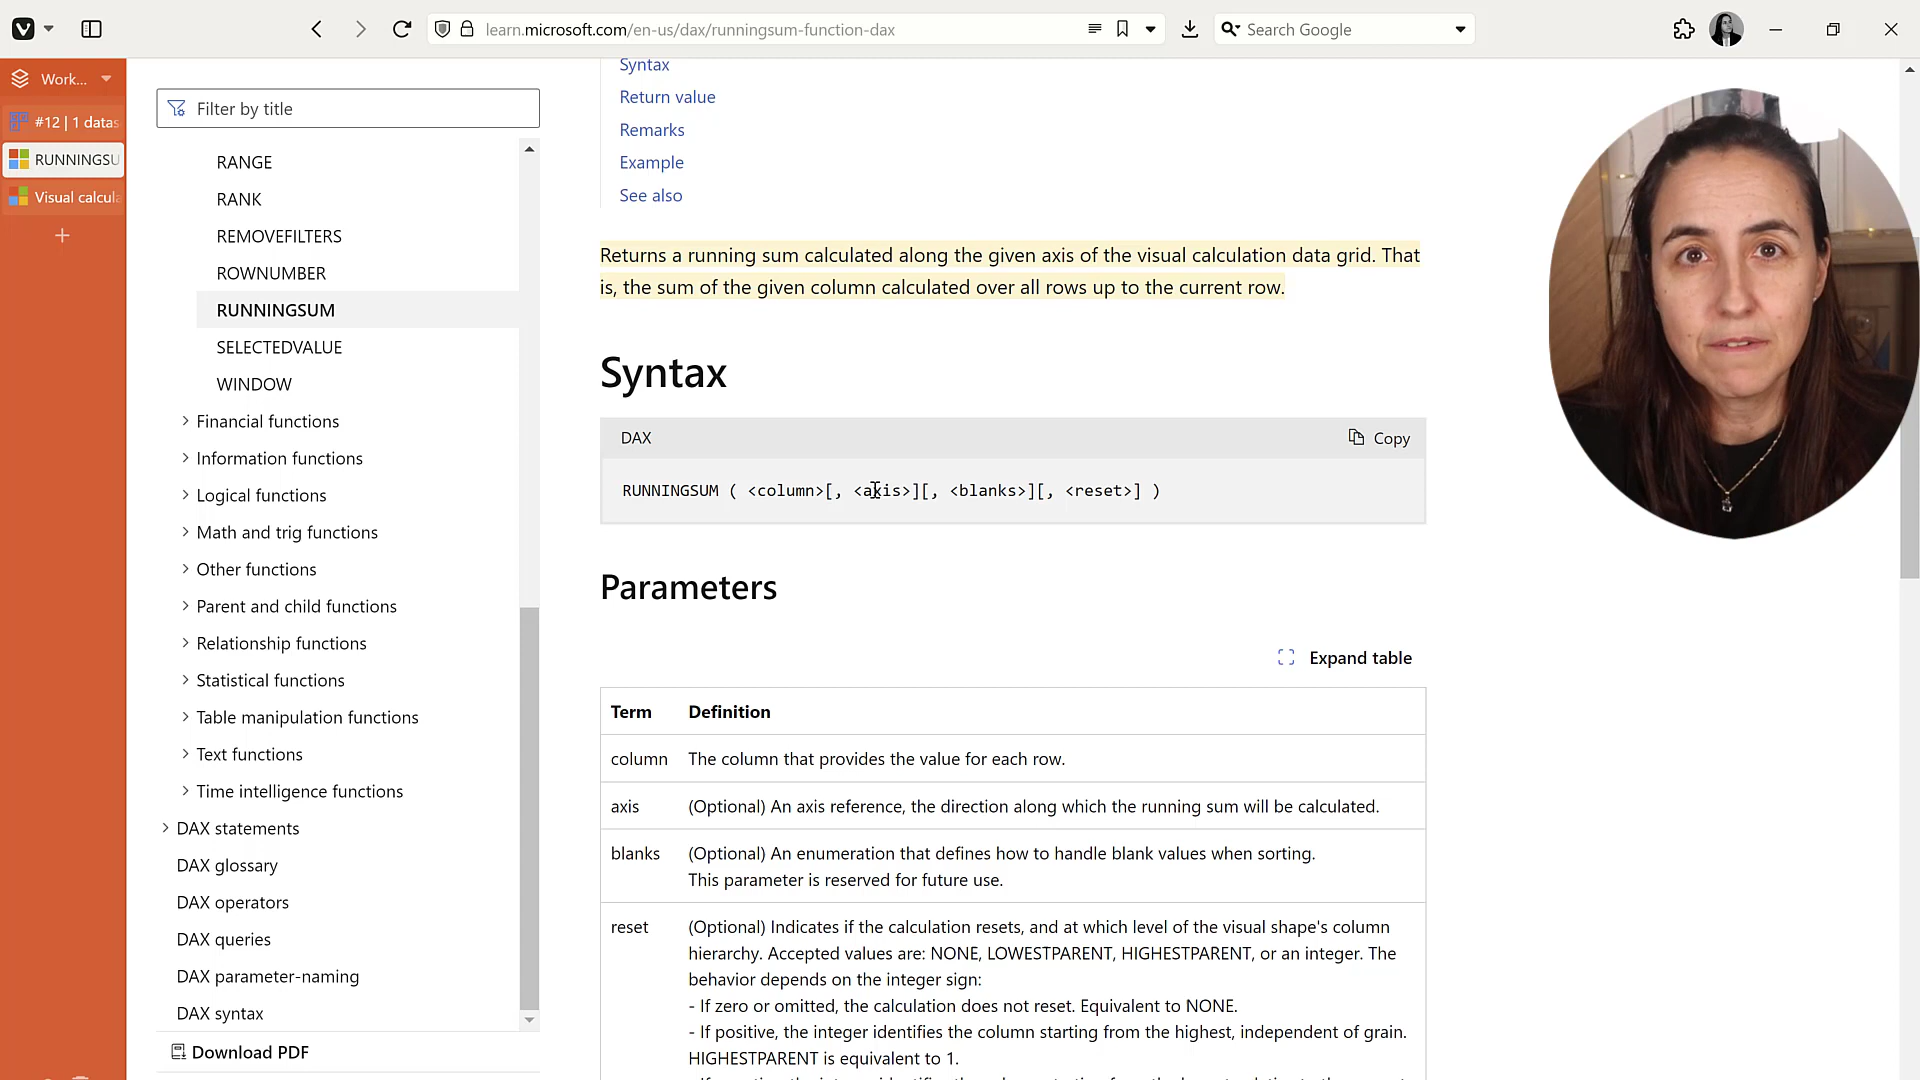 learn.microsoft.com/en-us/dax/runningsum-function-dax
Search Google
Work...
#12 | 1 datas
RUNNINGSU
Visual calcula
Filter by title
RANGE
RANK
REMOVEFILTERS
ROWNUMBER
RUNNINGSUM
SELECTEDVALUE
WINDOW
Financial functions
Information functions
Logical functions
Math and trig functions
Other functions
Parent and child functions
Relationship functions
Statistical functions
Table manipulation functions
Text functions
Time intelligence functions
DAX statements
DAX glossary
DAX operators
DAX queries
DAX parameter-naming
DAX syntax
Download PDF
Syntax
Return value
Remarks
Example
See also
Returns a running sum calculated along the given axis of the visual calculation data grid. That
is, the sum of the given column calculated over all rows up to the current row.
Syntax
DAX
Copy
RUNNINGSUM ( <column>[, <axis>][, <blanks>][, <reset>] )
Parameters
Expand table
Term Definition
column The column that provides the value for each row.
axis (Optional) An axis reference, the direction along which the running sum will be calculated.
blanks (Optional) An enumeration that defines how to handle blank values when sorting.
This parameter is reserved for future use.
reset (Optional) Indicates if the calculation resets, and at which level of the visual shape's column
hierarchy. Accepted values are: NONE, LOWESTPARENT, HIGHESTPARENT, or an integer. The
behavior depends on the integer sign:
- If zero or omitted, the calculation does not reset. Equivalent to NONE.
- If positive, the integer identifies the column starting from the highest, independent of grain.
HIGHESTPARENT is equivalent to 1.